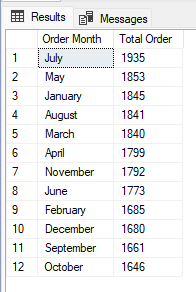 Results Messages
Order Month Total Order
1 July 1935
2 May 1853
3 January 1845
4 August 1841
5 March 1840
6 April 1799
7 November 1792
8 June 1773
9 February 1685
10 December 1680
11 September 1661
12 October 1646